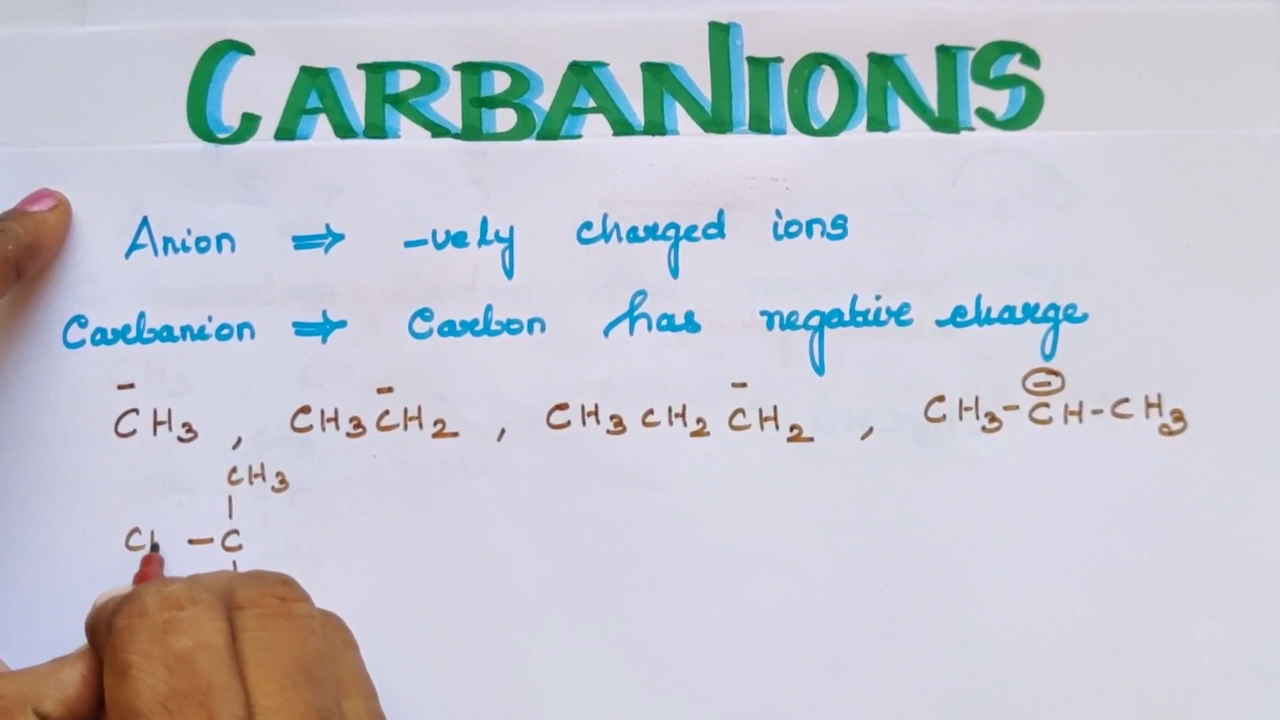 CARBANIONS
Anion ⇒ -vely charged ions
Carbanion ⇒ Carbon has negative charge
C̄H3 , CH3C̄H2 , CH3CH2C̄H2 , CH3-C̄H-CH3
CH3
|
C -C
|